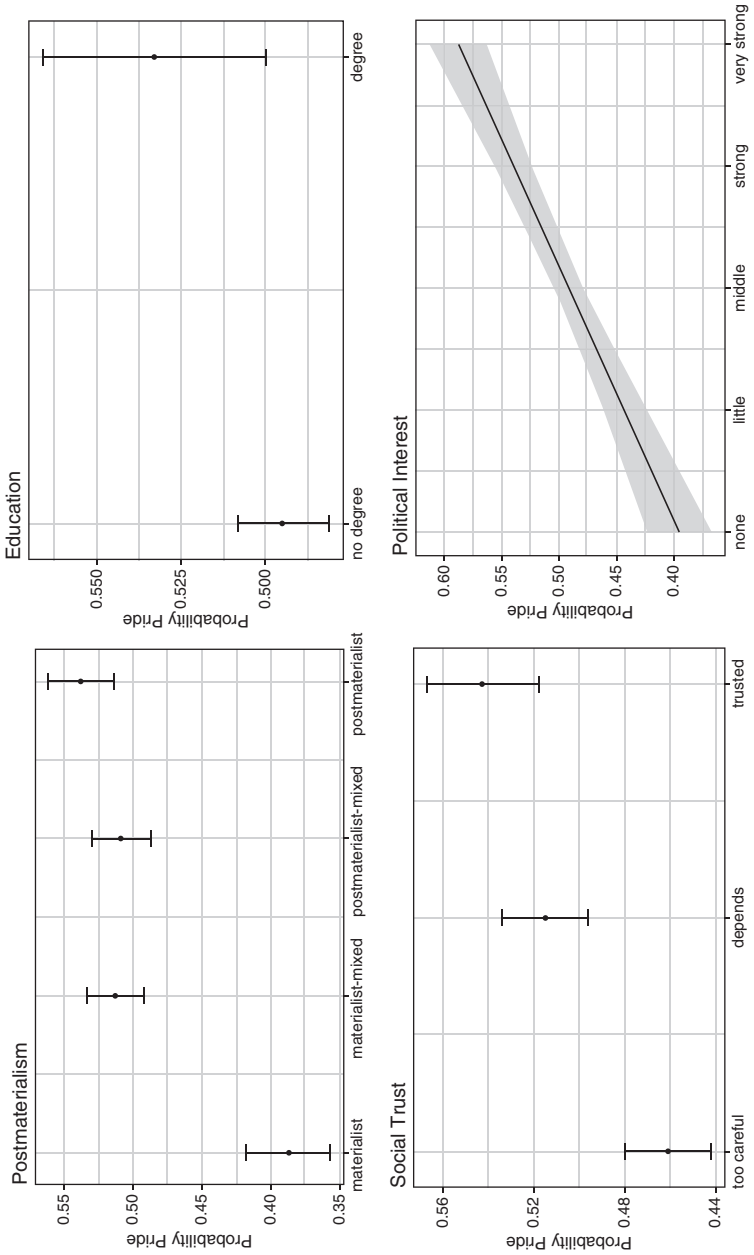 Postmaterialism
Probability Pride
0.55
0.50
0.45
0.40
0.35
materialist
materialist-mixed
postmaterialist-mixed
postmaterialist
Education
Probability Pride
0.550
0.525
0.500
no degree
degree
Social Trust
Probability Pride
0.56
0.52
0.48
0.44
too careful
depends
trusted
Political Interest
Probability Pride
0.60
0.55
0.50
0.45
0.40
none
little
middle
strong
very strong